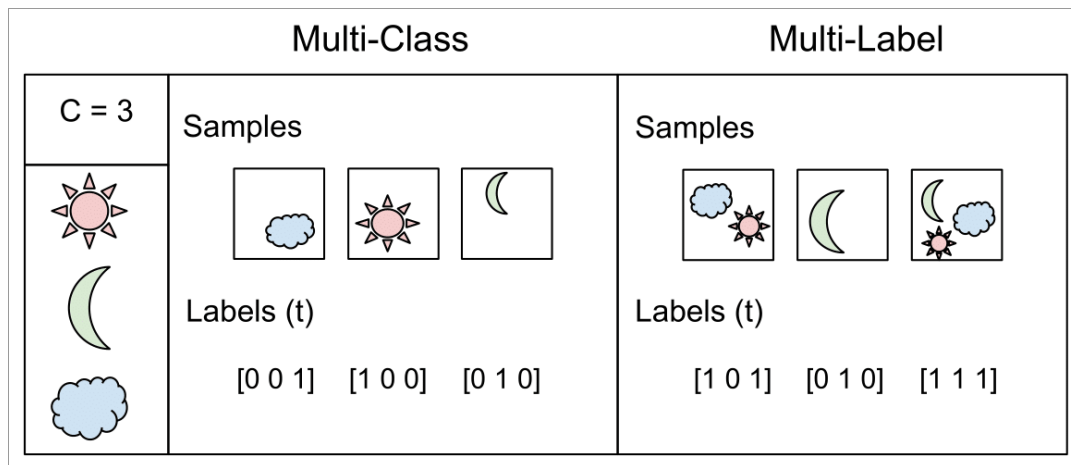 Multi-Class
Multi-Label
C = 3
Samples
Labels (t)
[0 0 1] [1 0 0] [0 1 0]
Samples
Labels (t)
[1 0 1] [0 1 0] [1 1 1]